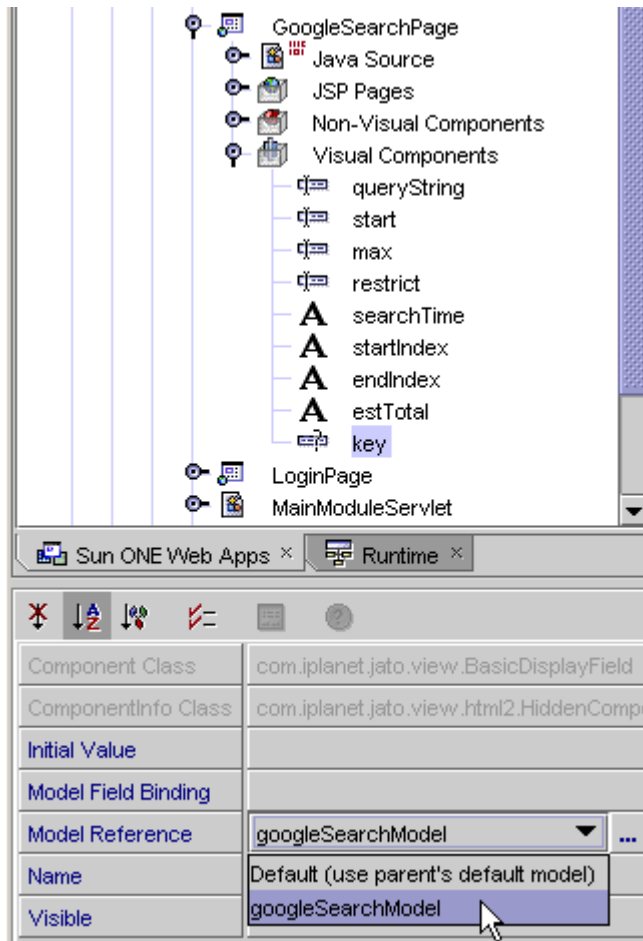 GoogleSearchPage
Java Source
JSP Pages
Non-Visual Components
Visual Components
queryString
start
max
restrict
A searchTime
A startIndex
A endIndex
A estTotal
key
LoginPage
MainModuleServlet
Sun ONE Web Apps ×
Runtime ×
Component Class com.iplanet.jato.view.BasicDisplayField
ComponentInfo Class com.iplanet.jato.view.html2.HiddenCompo
Initial Value
Model Field Binding
Model Reference googleSearchModel ...
Name Default (use parent's default model)
Visible googleSearchModel